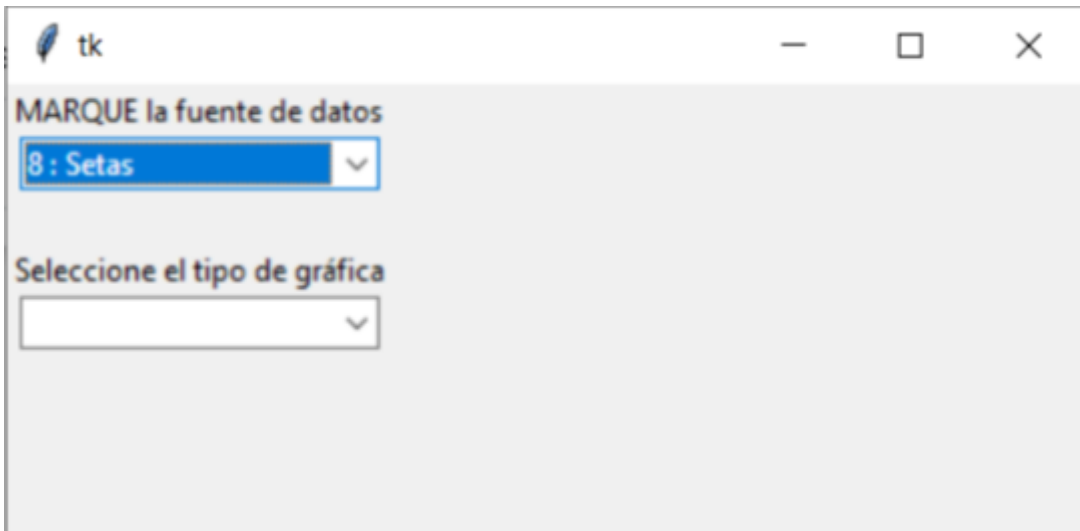 tk
MARQUE la fuente de datos
8 : Setas
Seleccione el tipo de gráfica